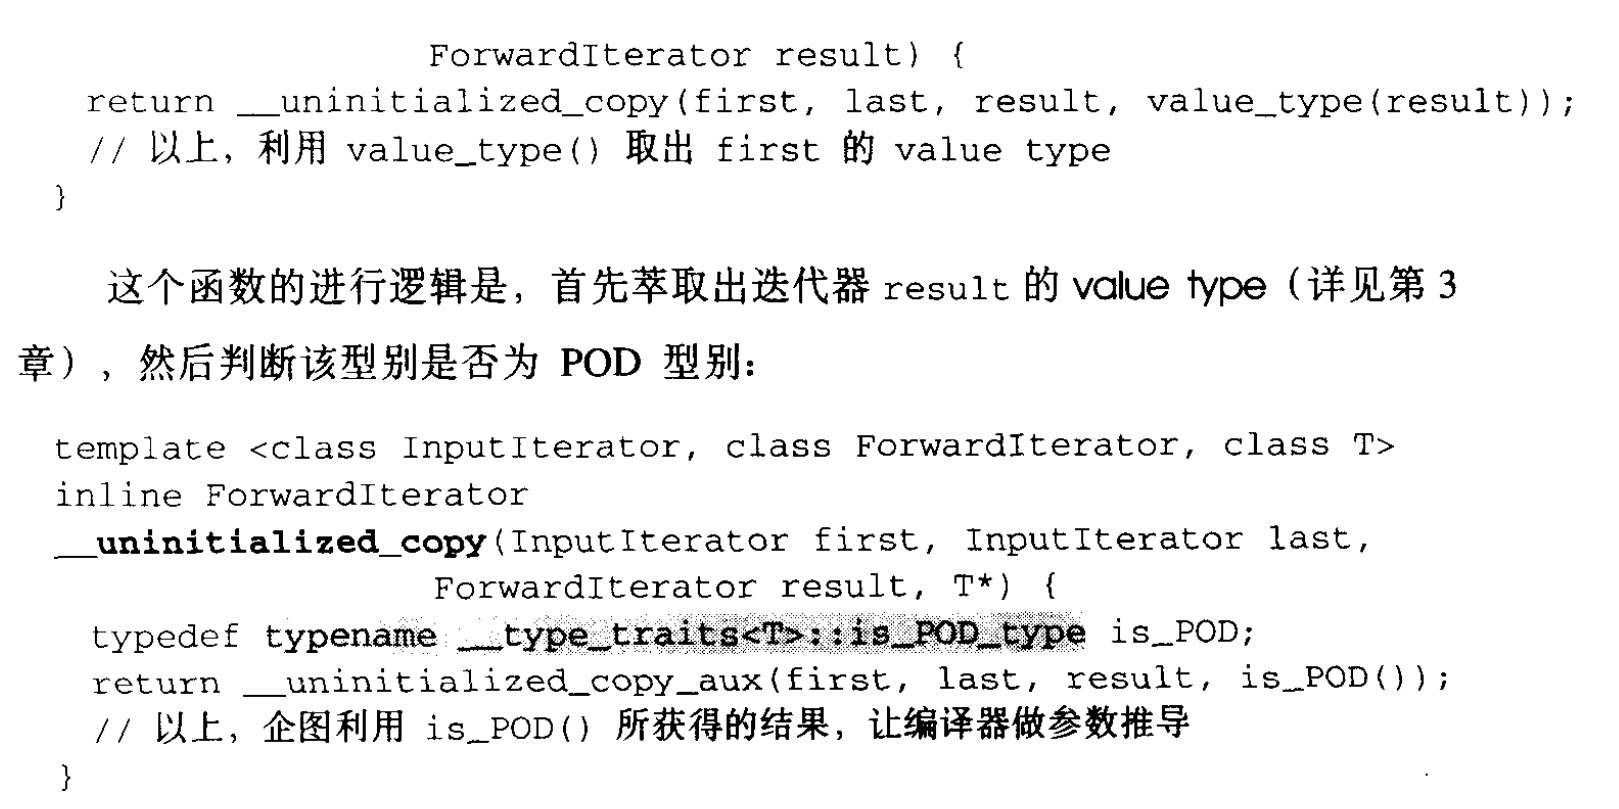 ForwardIterator result) {
return __uninitialized_copy(first, last, result, value_type(result));
// 以上，利用 value_type() 取出 first 的 value type
}
这个函数的进行逻辑是，首先萃取出迭代器 result 的 value type（详见第 3
章），然后判断该型别是否为 POD 型别：
template <class InputIterator, class ForwardIterator, class T>
inline ForwardIterator
__uninitialized_copy(InputIterator first, InputIterator last,
ForwardIterator result, T*) {
typedef typename __type_traits<T>::is_POD_type is_POD;
return __uninitialized_copy_aux(first, last, result, is_POD());
// 以上，企图利用 is_POD() 所获得的结果，让编译器做参数推导
}